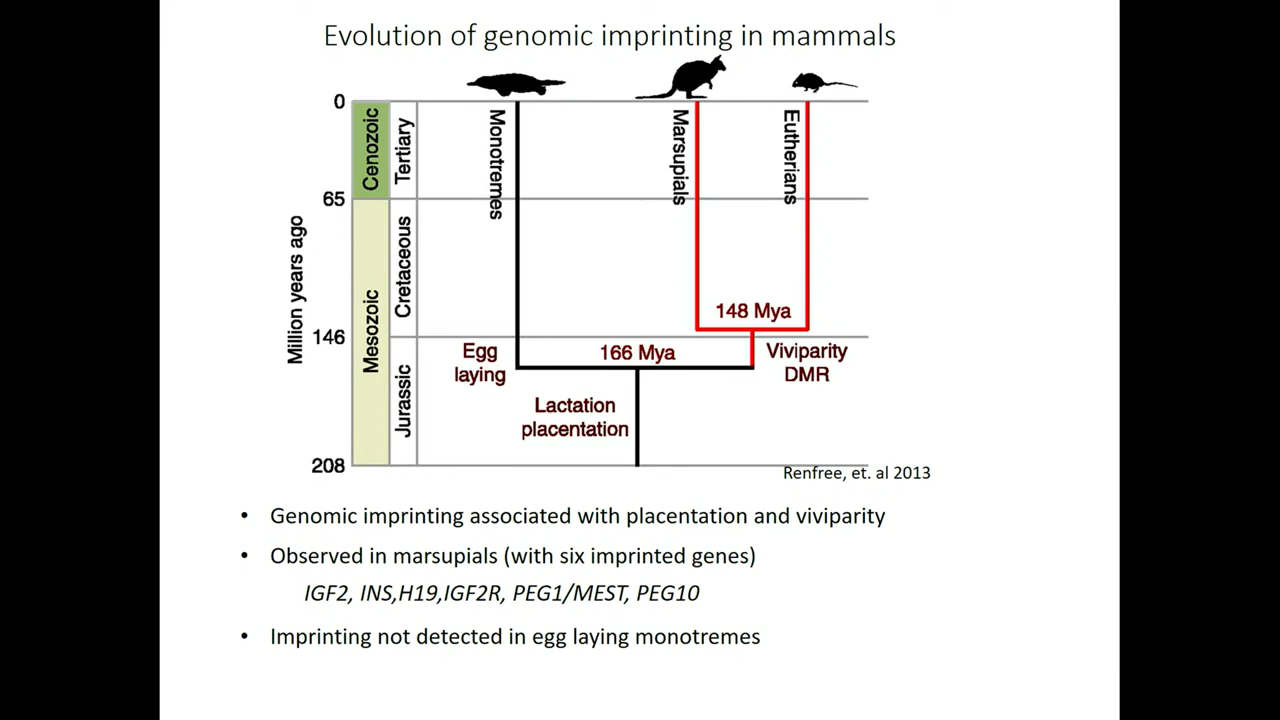 Evolution of genomic imprinting in mammals
0
65
146
208
Million years ago
Cenozoic
Mesozoic
Tertiary
Cretaceous
Jurassic
Monotremes
Marsupials
Eutherians
148 Mya
Egg
laying
166 Mya
Viviparity
DMR
Lactation
placentation
Renfree, et. al 2013
• Genomic imprinting associated with placentation and viviparity
• Observed in marsupials (with six imprinted genes)
IGF2, INS,H19,IGF2R, PEG1/MEST, PEG10
• Imprinting not detected in egg laying monotremes